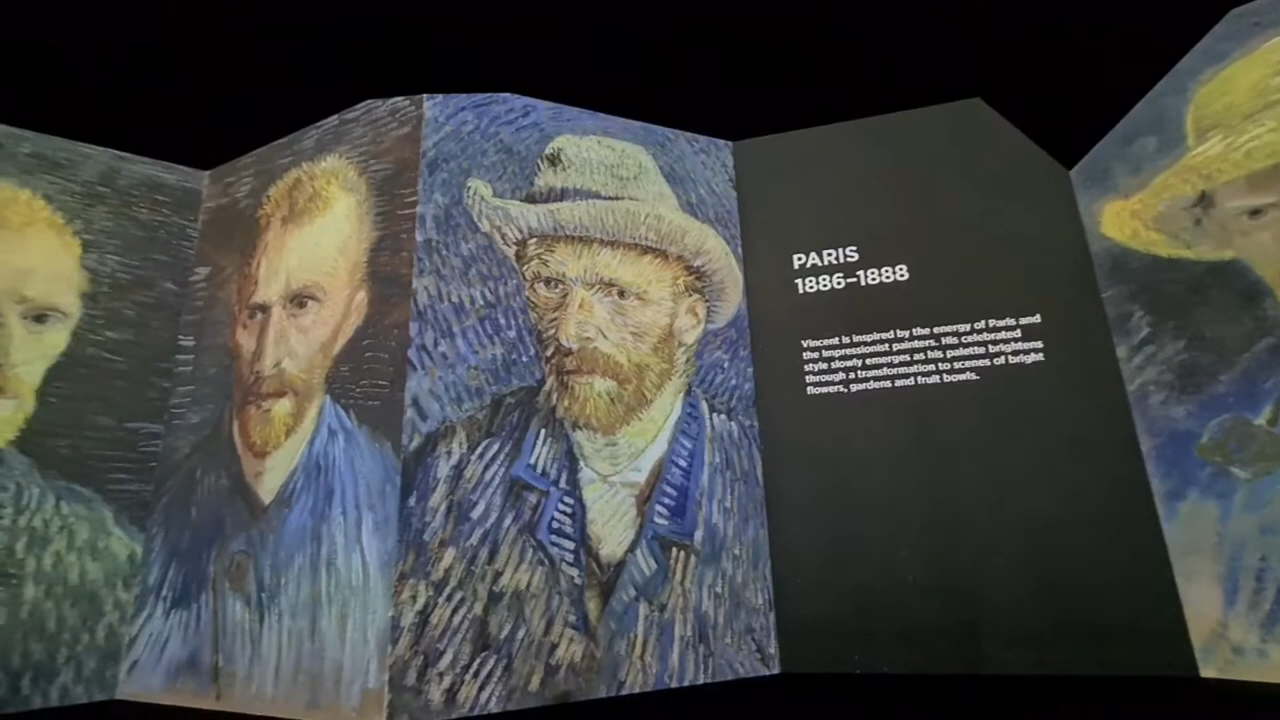 PARIS
1886–1888
Vincent is inspired by the energy of Paris and
the Impressionist painters. His celebrated
style slowly emerges as his palette brightens
through a transformation to scenes of bright
flowers, gardens and fruit bowls.